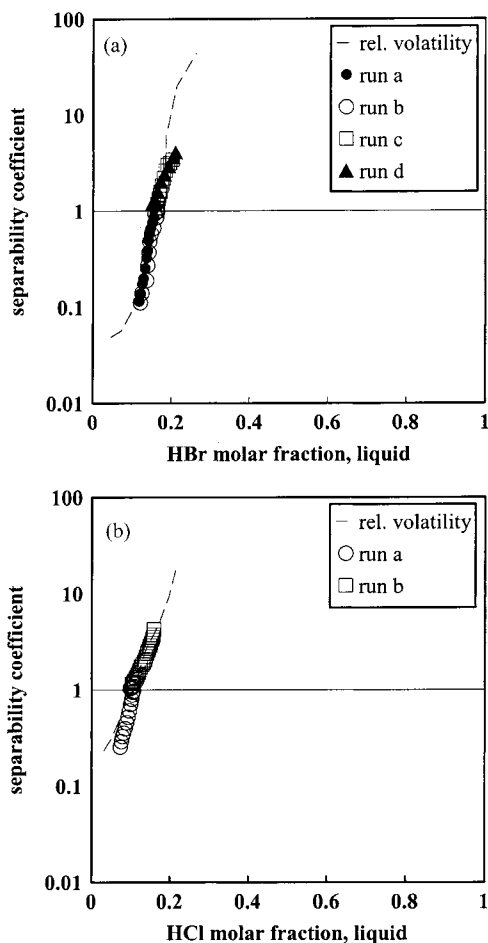 100
(a)
rel. volatility
run a
run b
run c
run d
10
1
0.1
0.01
separability coefficient
0 0.2 0.4 0.6 0.8 1
HBr molar fraction, liquid
100
(b)
rel. volatility
run a
run b
10
1
0.1
0.01
separability coefficient
0 0.2 0.4 0.6 0.8 1
HCl molar fraction, liquid